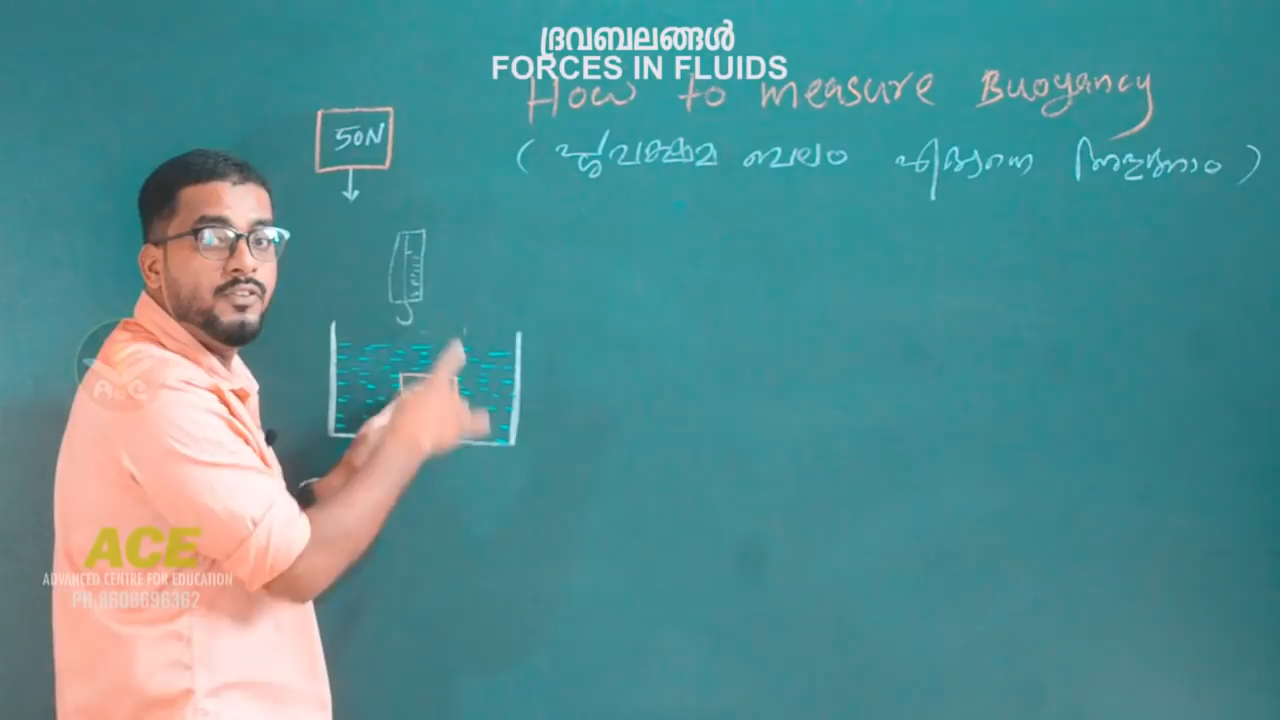 ദ്രവബലങ്ങൾ
FORCES IN FLUIDS
How to measure Buoyancy
(പ്ലവക്ഷമ ബലം എങ്ങനെ അളക്കാം)
50N
ACE
ACE
ADVANCED CENTRE FOR EDUCATION
PH:8606696362